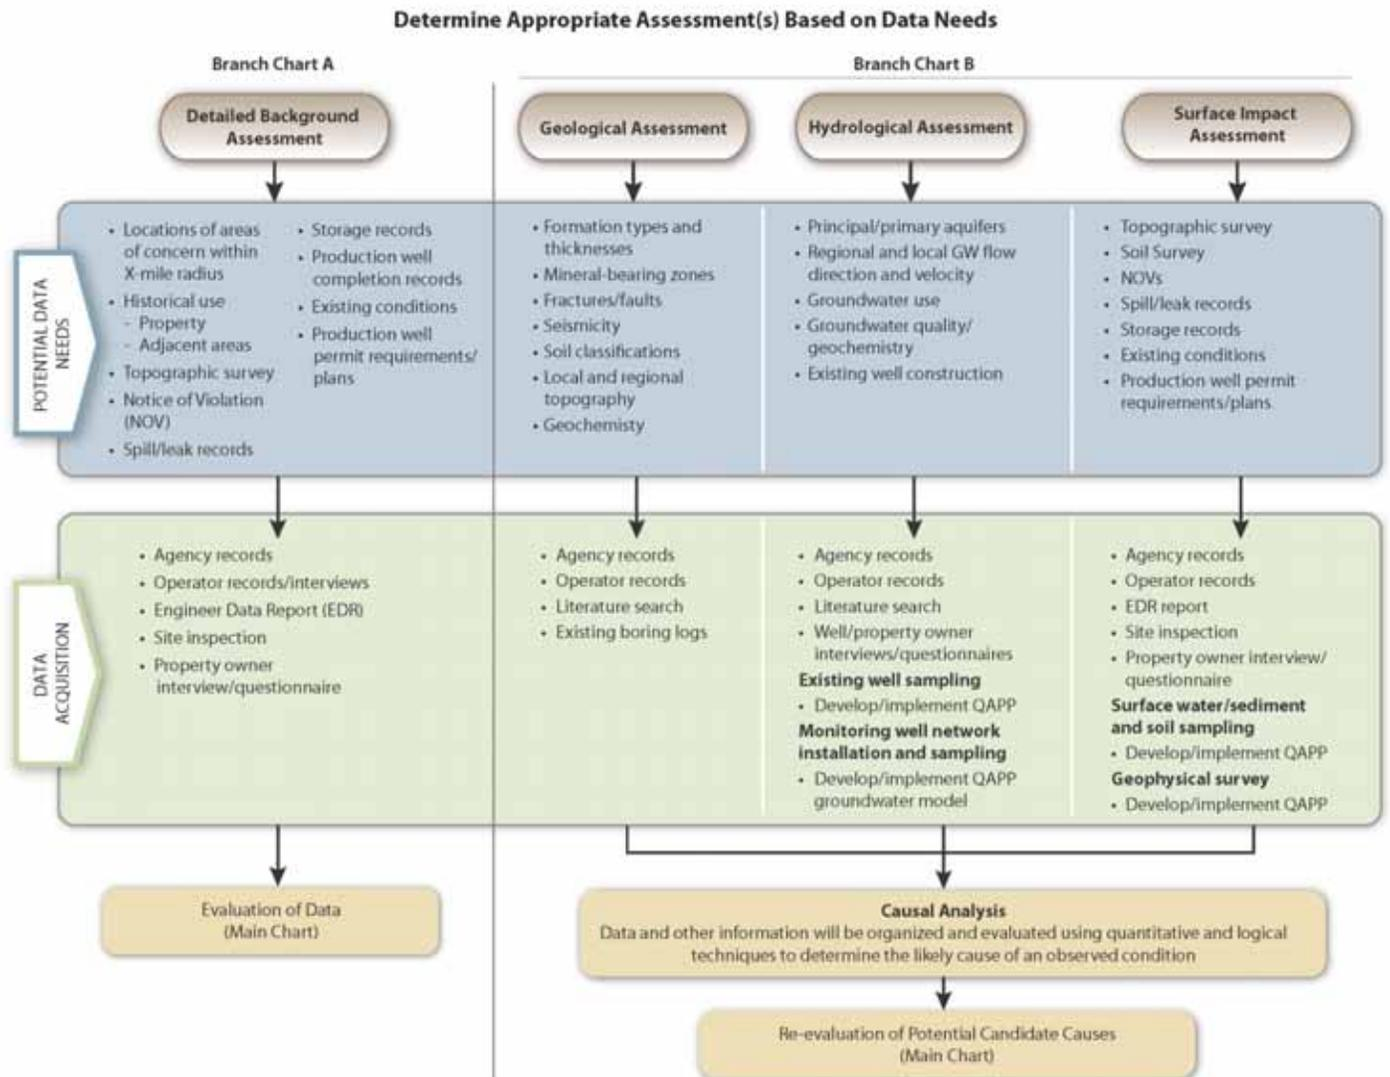 Determine Appropriate Assessment(s) Based on Data Needs
Branch Chart A
Branch Chart B
Detailed Background
Assessment
Geological Assessment
Hydrological Assessment
Surface Impact
Assessment
POTENTIAL DATA
NEEDS
• Locations of areas
of concern within
X-mile radius
• Historical use
- Property
- Adjacent areas
• Topographic survey
• Notice of Violation
(NOV)
• Spill/leak records
• Storage records
• Production well
completion records
• Existing conditions
• Production well
permit requirements/
plans
• Formation types and
thicknesses
• Mineral-bearing zones
• Fractures/faults
• Seismicity
• Soil classifications
• Local and regional
topography
• Geochemisty
• Principal/primary aquifers
• Regional and local GW flow
direction and velocity
• Groundwater use
• Groundwater quality/
geochemistry
• Existing well construction
• Topographic survey
• Soil Survey
• NOVs
• Spill/leak records
• Storage records
• Existing conditions
• Production well permit
requirements/plans
DATA
ACQUISITION
• Agency records
• Operator records/interviews
• Engineer Data Report (EDR)
• Site inspection
• Property owner
interview/questionnaire
• Agency records
• Operator records
• Literature search
• Existing boring logs
• Agency records
• Operator records
• Literature search
• Well/property owner
interviews/questionnaires
Existing well sampling
• Develop/implement QAPP
Monitoring well network
installation and sampling
• Develop/implement QAPP
groundwater model
• Agency records
• Operator records
• EDR report
• Site inspection
• Property owner interview/
questionnaire
Surface water/sediment
and soil sampling
• Develop/implement QAPP
Geophysical survey
• Develop/implement QAPP
Evaluation of Data
(Main Chart)
Causal Analysis
Data and other information will be organized and evaluated using quantitative and logical
techniques to determine the likely cause of an observed condition
Re-evaluation of Potential Candidate Causes
(Main Chart)